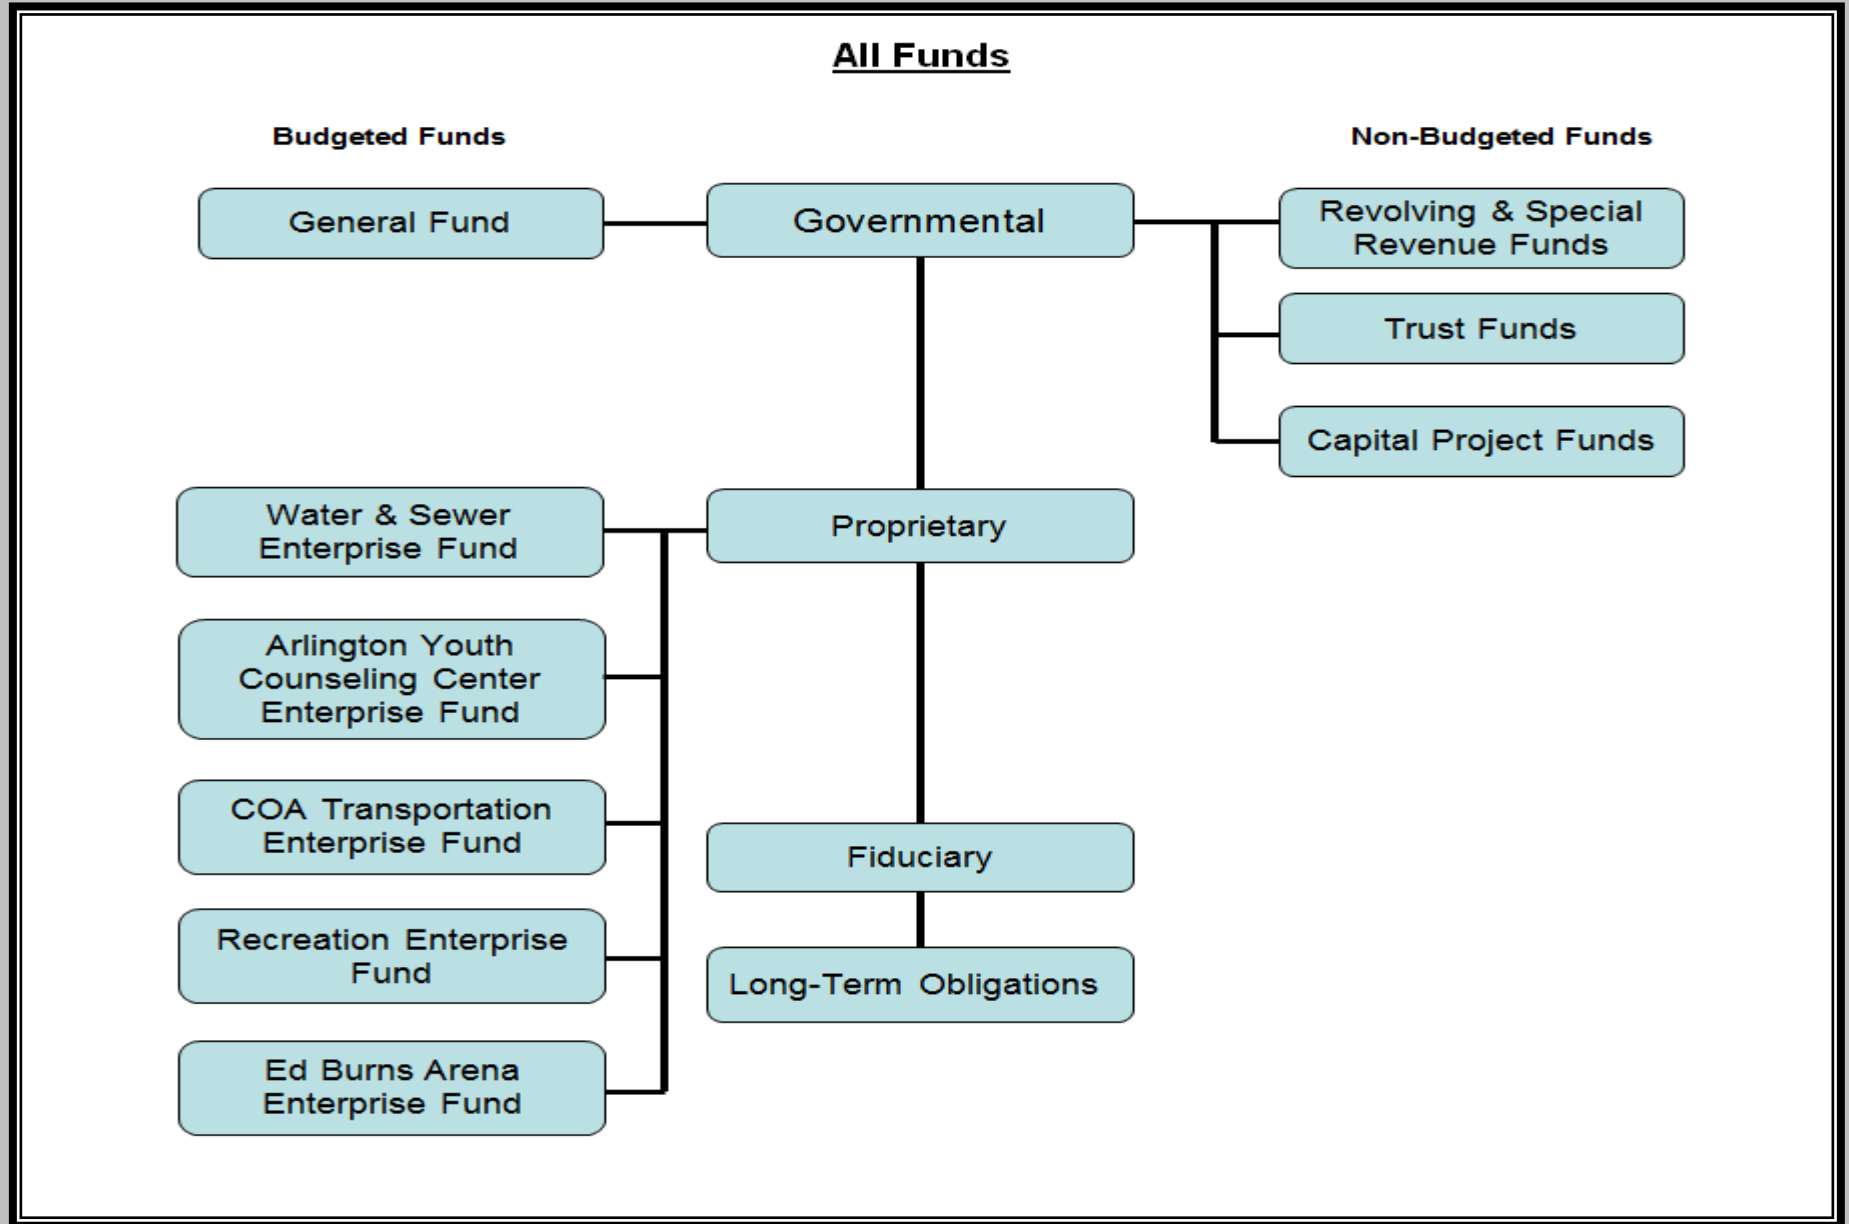 All Funds
Budgeted Funds
Non-Budgeted Funds
General Fund
Governmental
Revolving & Special
Revenue Funds
Trust Funds
Capital Project Funds
Water & Sewer
Enterprise Fund
Proprietary
Arlington Youth
Counseling Center
Enterprise Fund
COA Transportation
Enterprise Fund
Fiduciary
Recreation Enterprise
Fund
Long-Term Obligations
Ed Burns Arena
Enterprise Fund